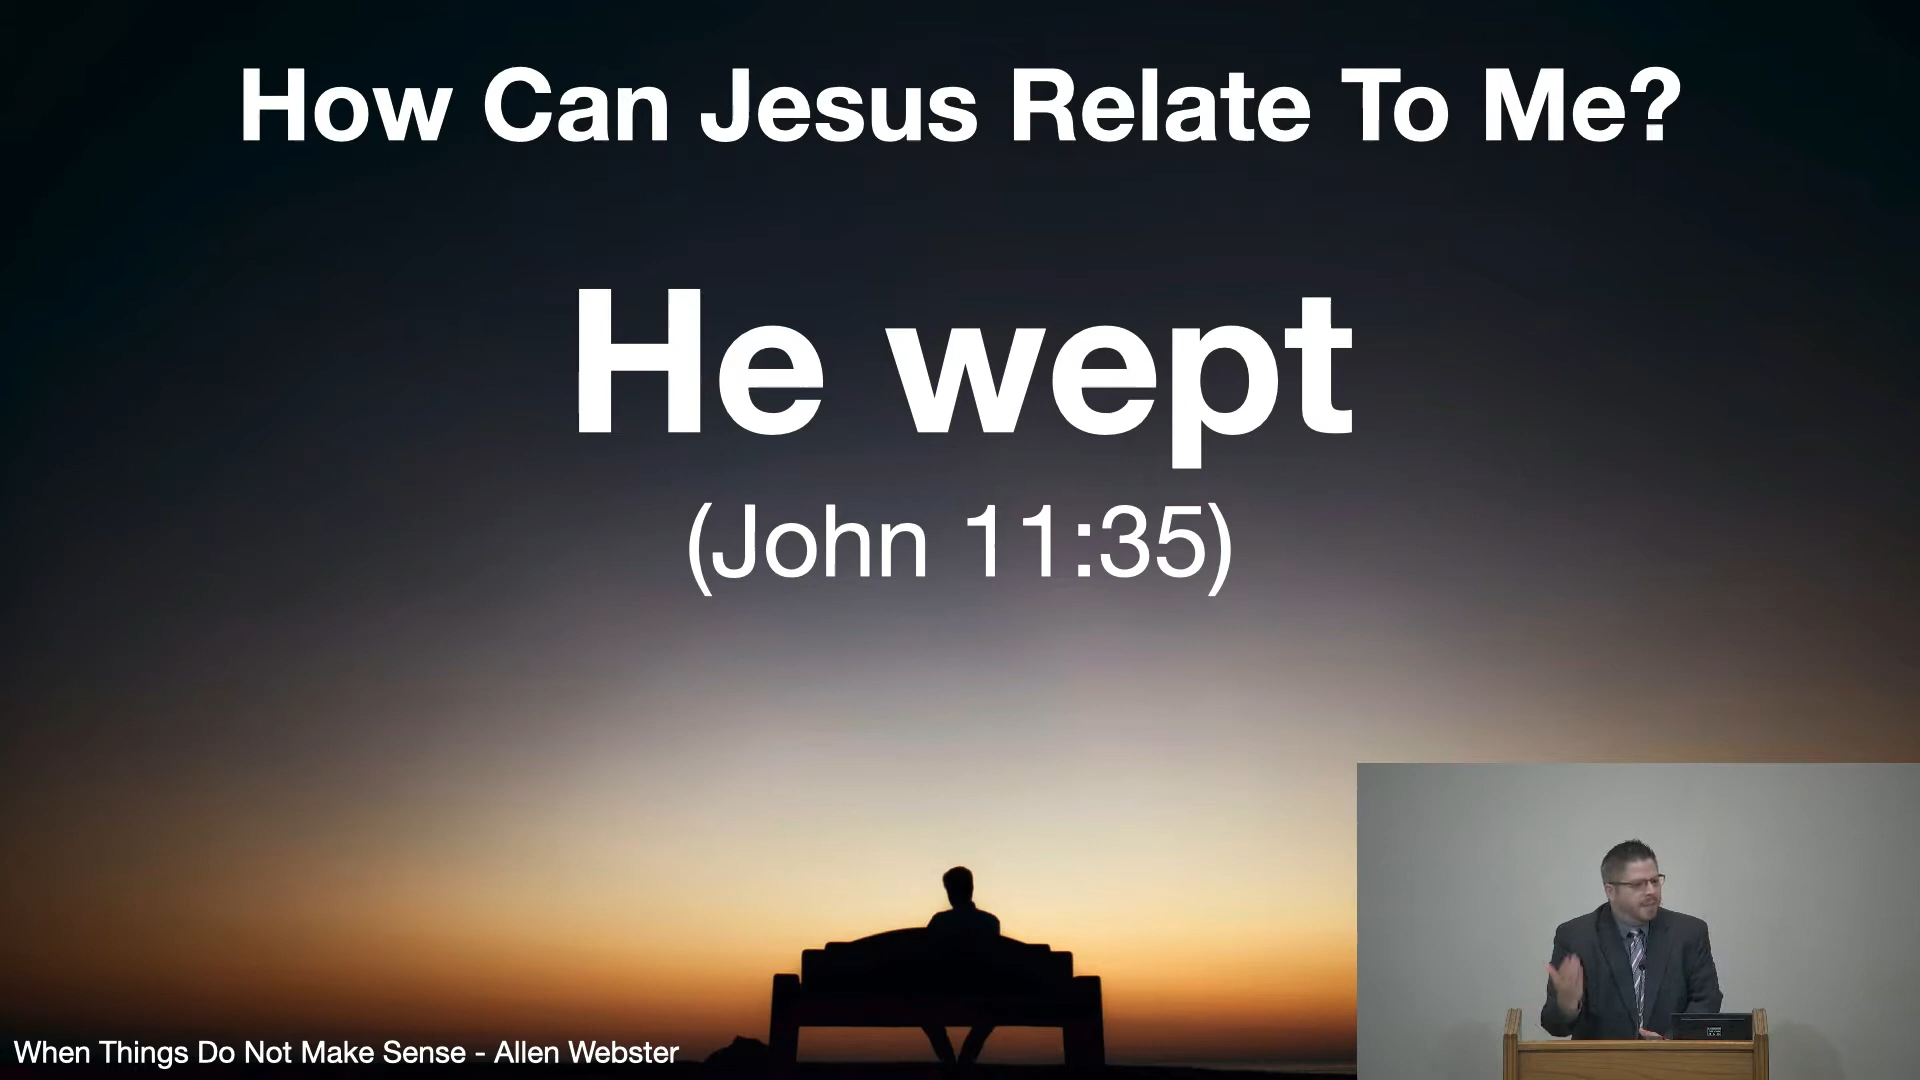 How Can Jesus Relate To Me?
He wept
(John 11:35)
When Things Do Not Make Sense - Allen Webster